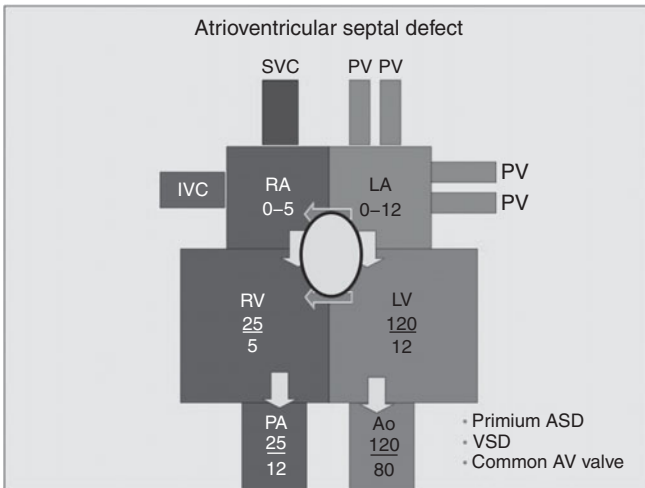 Atrioventricular septal defect
SVC
PV PV
IVC
RA
0–5
LA
0–12
PV
PV
RV
25
5
LV
120
12
PA
25
12
Ao
120
80
• Primium ASD
• VSD
• Common AV valve